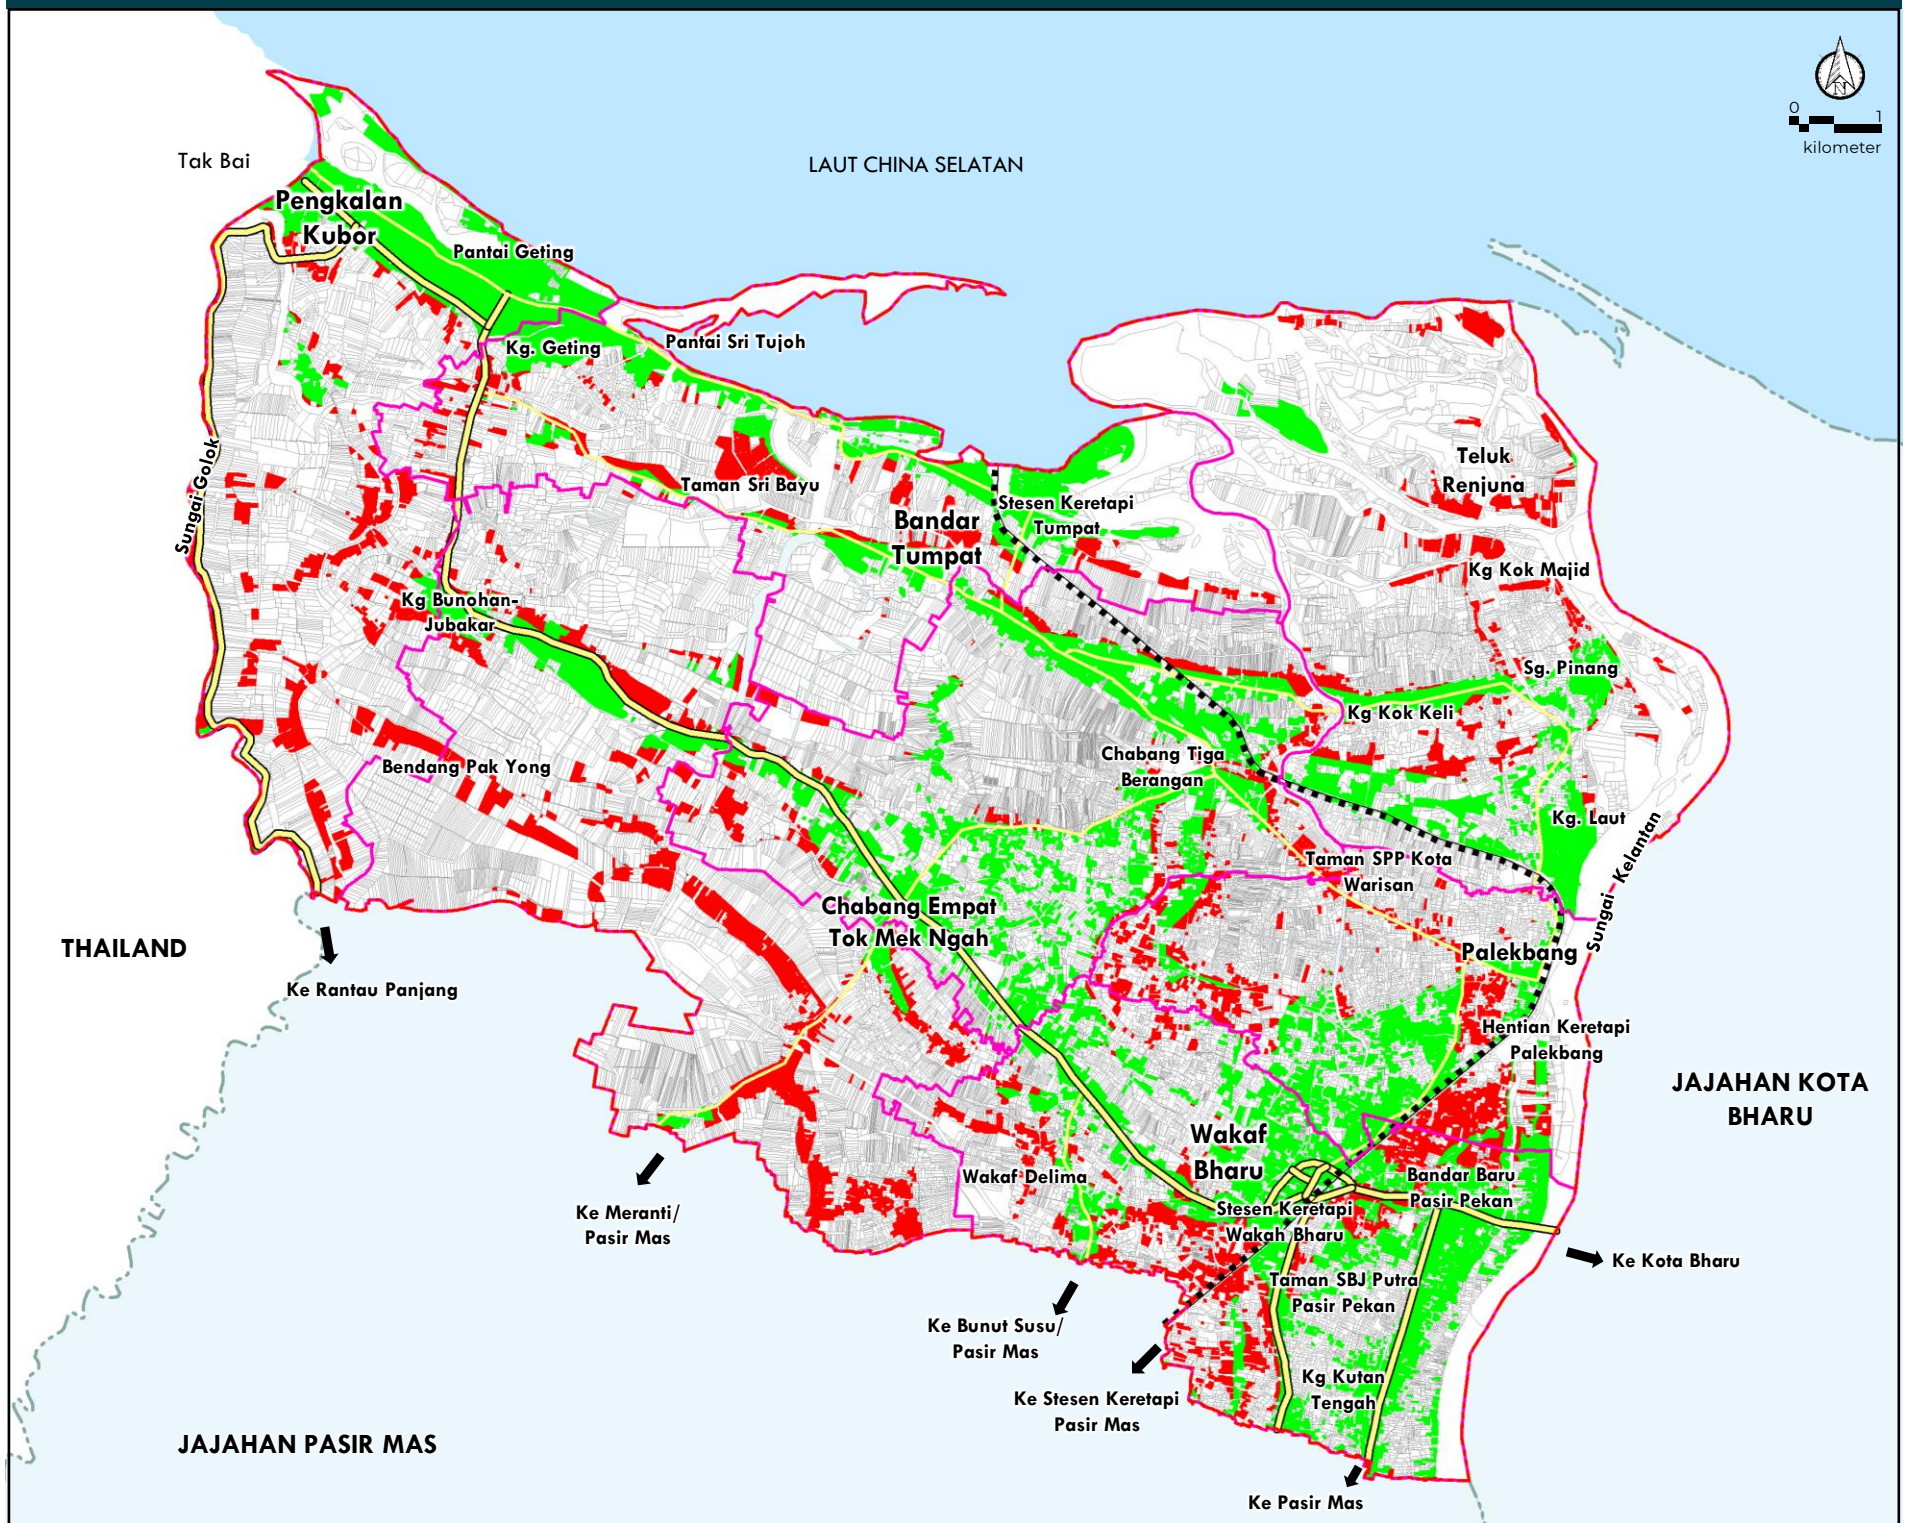 N
0 1
kilometer
Tak Bai
LAUT CHINA SELATAN
Pengkalan
Kubor
Pantai Geting
Kg. Geting
Pantai Sri Tujoh
Sungai Golok
Taman Sri Bayu
Bandar
Tumpat
Stesen Keretapi
Tumpat
Teluk
Renjuna
Kg Kok Majid
Kg Bunohan-
Jubakar
Sg. Pinang
Kg Kok Keli
Bendang Pak Yong
Chabang Tiga
Berangan
Kg. Laut
Taman SPP Kota
Warisan
Sungai Kelantan
Chabang Empat
Tok Mek Ngah
Palekbang
THAILAND
Ke Rantau Panjang
Hentian Keretapi
Palekbang
JAJAHAN KOTA
BHARU
Wakaf
Bharu
Wakaf Delima
Bandar Baru
Pasir Pekan
Stesen Keretapi
Wakah Bharu
Ke Meranti/
Pasir Mas
Ke Kota Bharu
Taman SBJ Putra
Pasir Pekan
Ke Bunut Susu/
Pasir Mas
Kg Kutan
Tengah
Ke Stesen Keretapi
Pasir Mas
JAJAHAN PASIR MAS
Ke Pasir Mas